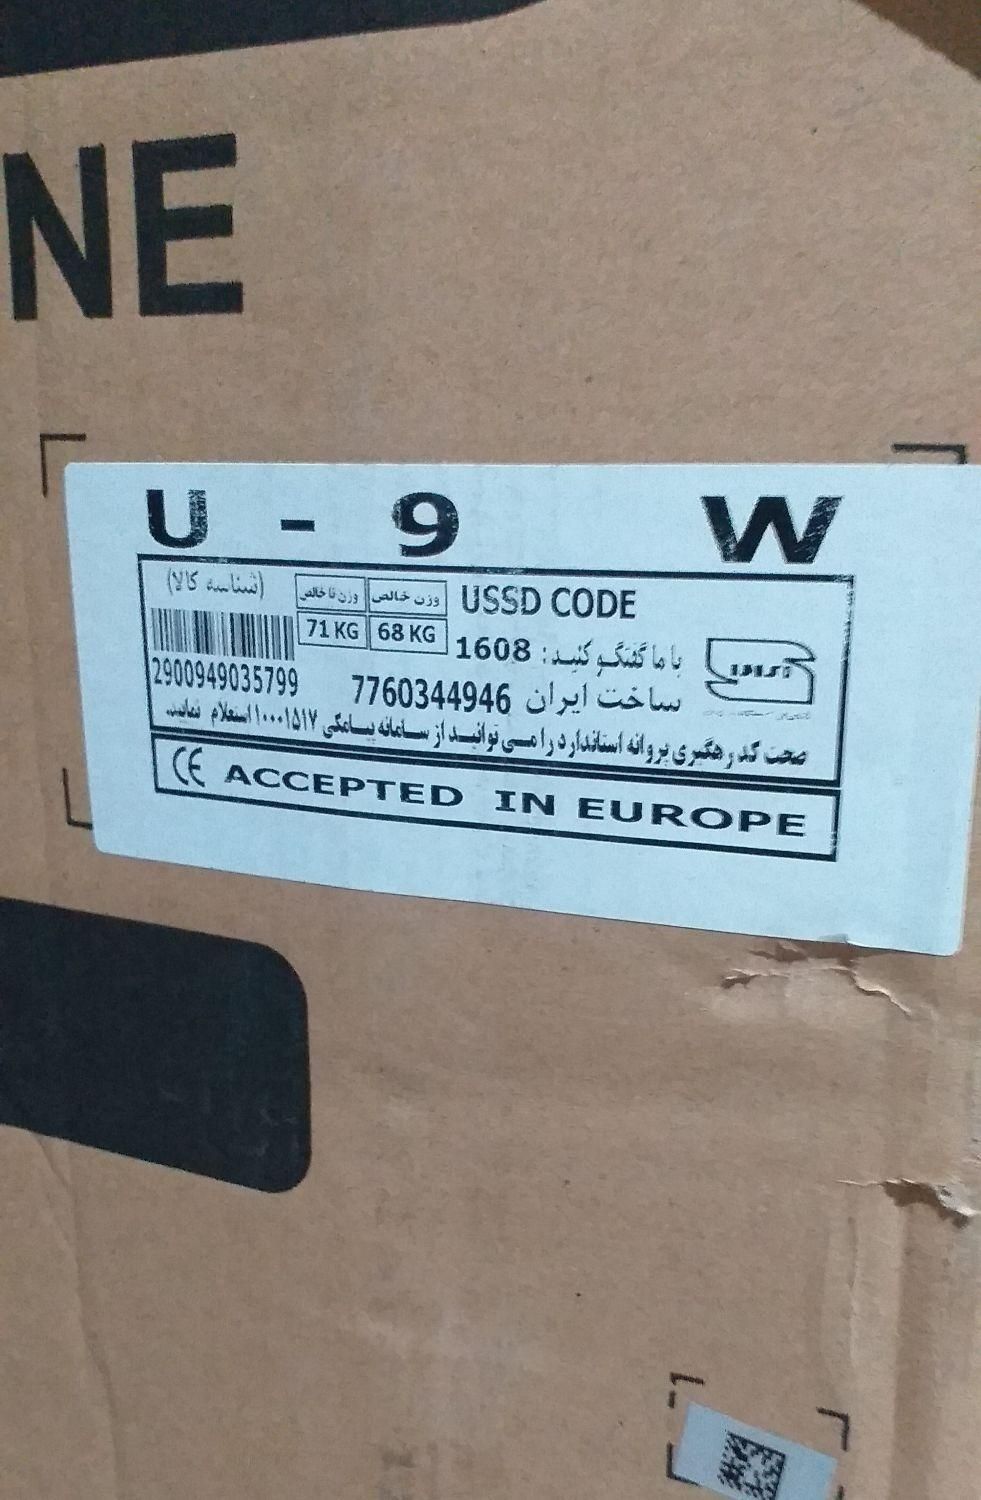 NE
U - 9 W
(شناسه کالا) وزن ناخالص وزن خالص USSD CODE
71 KG 68 KG
با ما گفتگو کنید: 1608
2900949035799
ساخت ایران 7760344946
صحت کد رهگیری پروانه استاندارد را می توانید از سامانه پیامکی ۱۰۰۰۱۵۱۷ استعلام نمائید.
CE ACCEPTED IN EUROPE